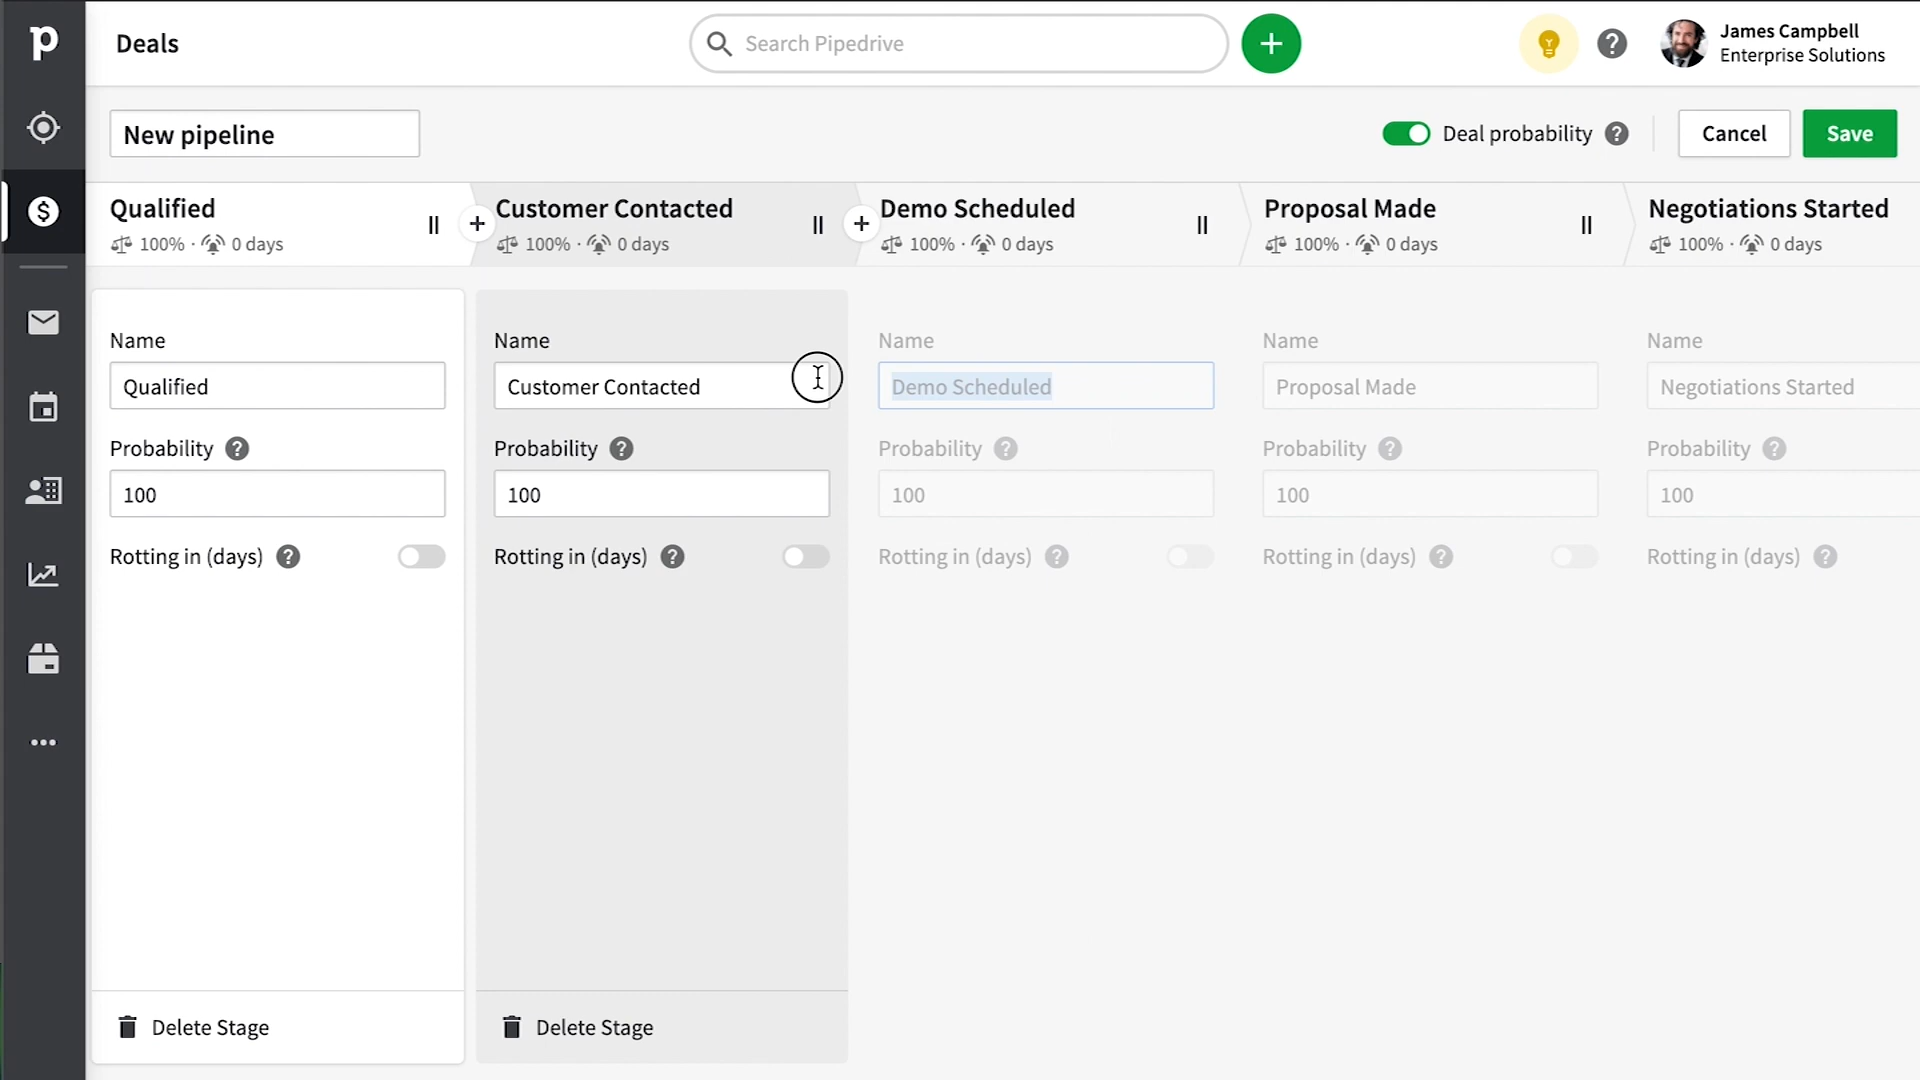 p
Deals
Search Pipedrive
James Campbell
Enterprise Solutions
New pipeline
Deal probability ?
Cancel
Save
Qualified
100% · 0 days
Customer Contacted
100% · 0 days
Demo Scheduled
100% · 0 days
Proposal Made
100% · 0 days
Negotiations Started
100% · 0 days
Name
Qualified
Probability ?
100
Rotting in (days) ?
Delete Stage
Name
Customer Contacted
Probability ?
100
Rotting in (days) ?
Delete Stage
Name
Demo Scheduled
Probability ?
100
Rotting in (days) ?
Name
Proposal Made
Probability ?
100
Rotting in (days) ?
Name
Negotiations Started
Probability ?
100
Rotting in (days) ?